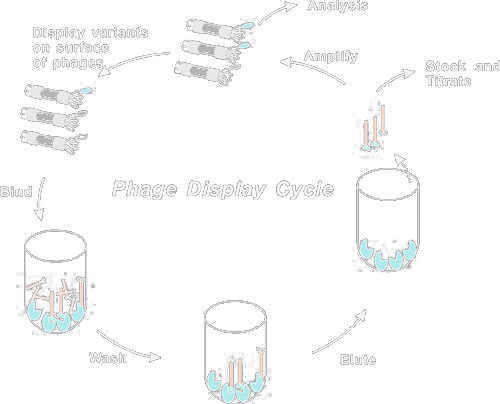 Analysis
Display variants
on surface
of phages
Amplify
Stock and
Titrate
Bind
Phage Display Cycle
Wash
Elute